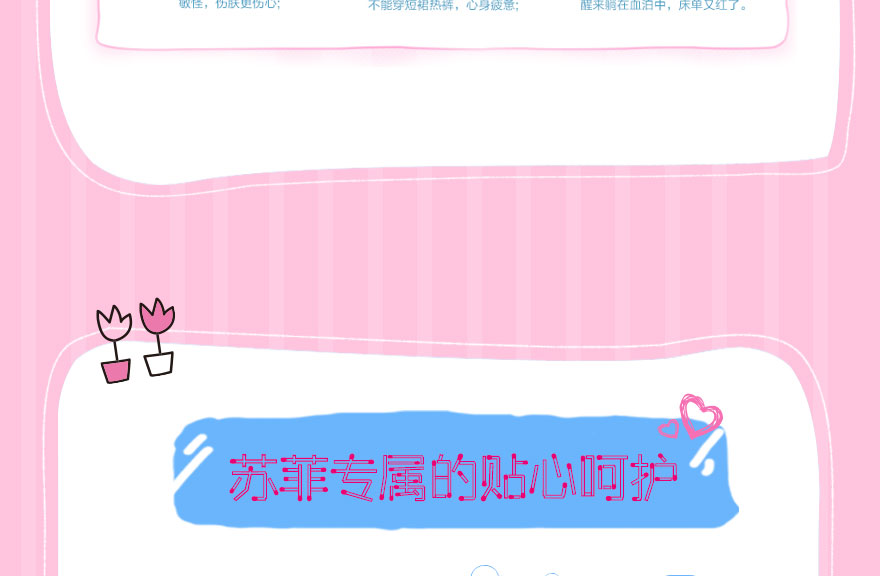 敏怪，伤肤更伤心;
不能穿短裙热裤，心身疲惫;
醒来躺在血泊中，床单又红了。
苏菲专属的贴心呵护